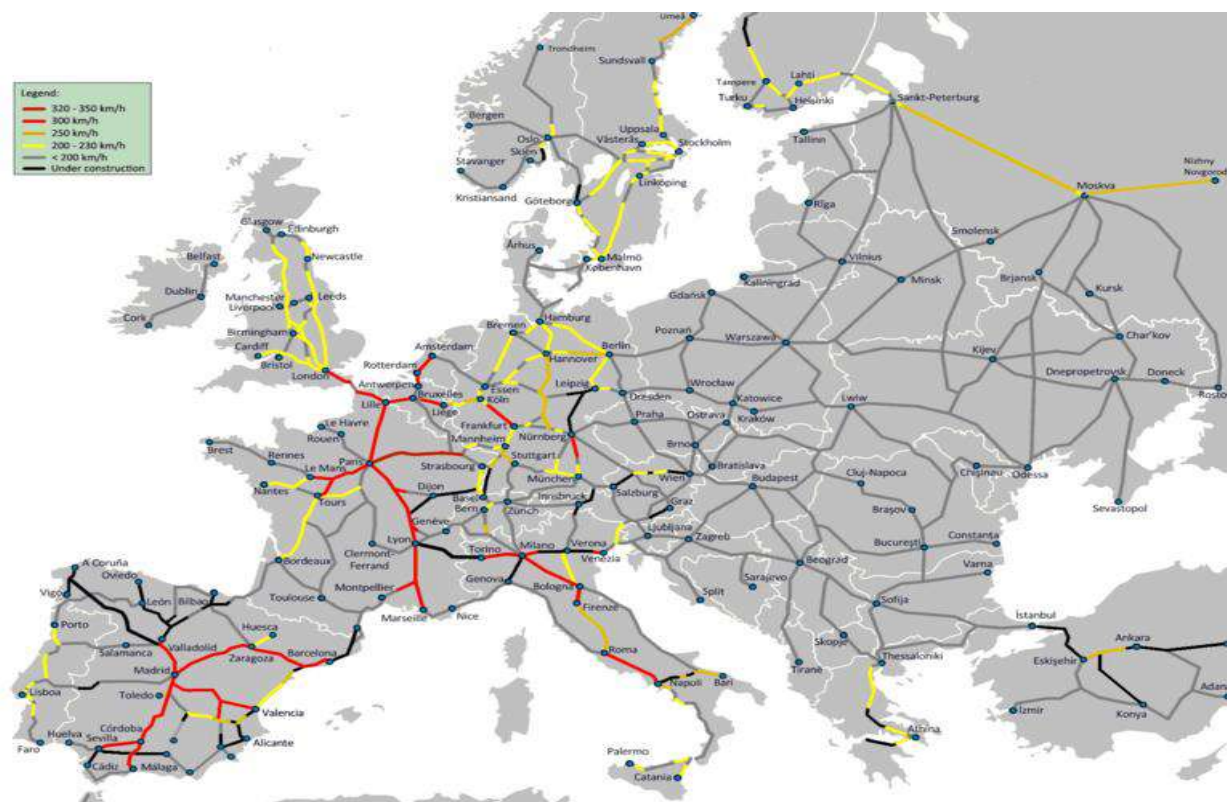 Legend:
320 - 350 km/h
300 km/h
250 km/h
200 - 230 km/h
< 200 km/h
Under construction
Umeå
Trondheim
Sundsvall
Tampere
Lahti
Turku
Helsinki
Sankt-Peterburg
Bergen
Oslo
Uppsala
Västerås
Stockholm
Tallinn
Skien
Stavanger
Linköping
Kristiansand
Nizhny
Novgorod
Moskva
Göteborg
Rīga
Glasgow
Edinburgh
Smolensk
Århus
Belfast
Newcastle
Malmö
København
Vilnius
Kaliningrad
Minsk
Brjansk
Dublin
Manchester
Leeds
Liverpool
Gdańsk
Kursk
Cork
Hamburg
Birmingham
Bremen
Poznań
Warszawa
Char'kov
Cardiff
Amsterdam
Berlin
Bristol
Rotterdam
Hannover
Kijev
London
Antwerpen
Essen
Leipzig
Dnepropetrovsk
Doneck
Bruxelles
Köln
Dresden
Wrocław
Rostov
Lille
Liège
Katowice
Praha
Ostrava
Kraków
Lwiw
Le Havre
Frankfurt
Rouen
Mannheim
Nürnberg
Brno
Brest
Rennes
Paris
Stuttgart
Strasbourg
Bratislava
Le Mans
Wien
Cluj-Napoca
Chişinau
Odessa
Nantes
Dijon
München
Budapest
Tours
Basel
Innsbruck
Salzburg
Bern
Zürich
Graz
Sevastopol
Genève
Braşov
Ljubljana
Zagreb
Lyon
Milano
Verona
Bucureşti
Constanţa
Clermont-
Ferrand
Torino
Venezia
Bordeaux
Beograd
A Coruña
Oviedo
Genova
Bologna
Varna
Bilbao
Montpellier
Sarajevo
León
Toulouse
Split
Vigo
Marseille
Nice
Firenze
Sofija
Huesca
İstanbul
Porto
Valladolid
Skopje
Ankara
Salamanca
Zaragoza
Barcelona
Roma
Eskişehir
Madrid
Tiranë
Thessaloniki
Napoli
Bari
Lisboa
Toledo
Adana
Valencia
İzmir
Konya
Córdoba
Athina
Huelva
Sevilla
Alicante
Faro
Palermo
Cádiz
Málaga
Catania